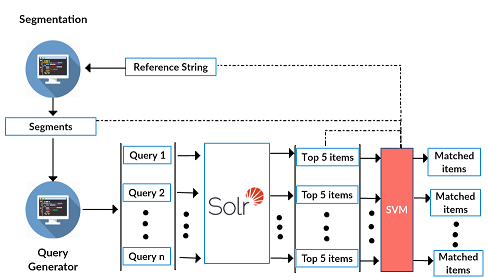 Segmentation
Reference String
Segments
Query 1
Top 5 items
Matched
items
Query 2
Solr
Top 5 items
SVM
Matched
items
Query
Generator
Query n
Top 5 items
Matched
items